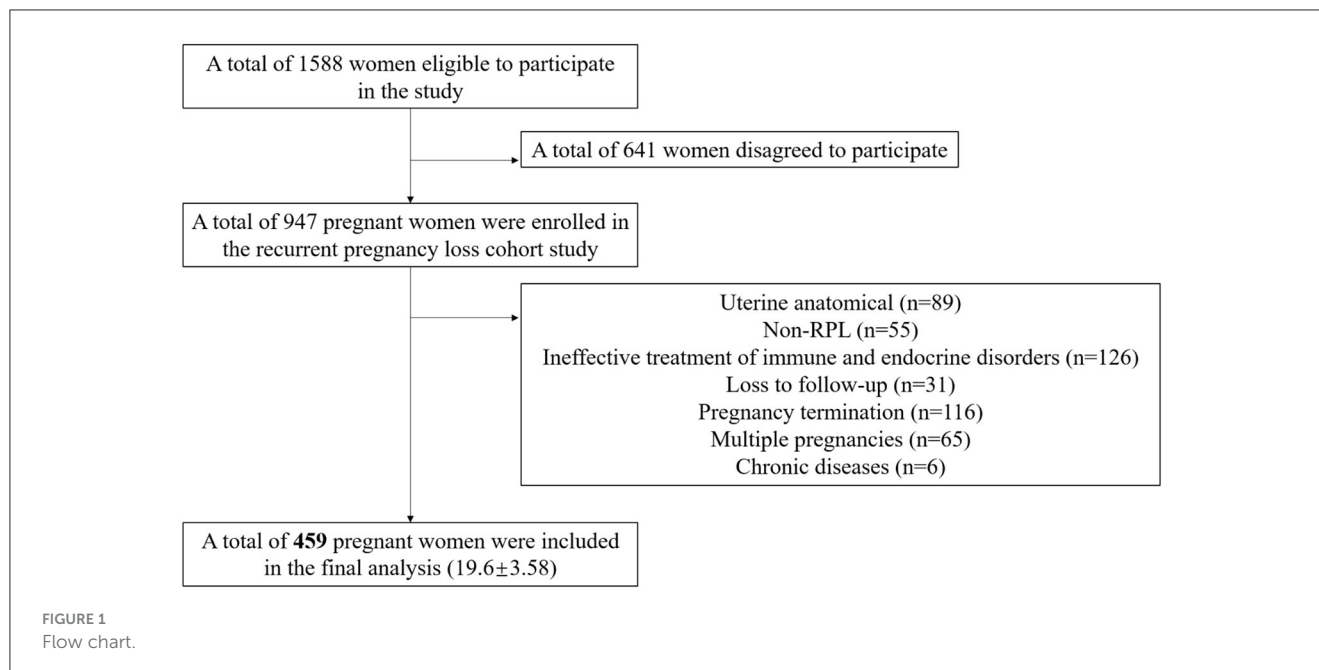 A total of 1588 women eligible to participate
in the study
A total of 641 women disagreed to participate
A total of 947 pregnant women were enrolled in
the recurrent pregnancy loss cohort study
Uterine anatomical (n=89)
Non-RPL (n=55)
Ineffective treatment of immune and endocrine disorders (n=126)
Loss to follow-up (n=31)
Pregnancy termination (n=116)
Multiple pregnancies (n=65)
Chronic diseases (n=6)
A total of 459 pregnant women were included
in the final analysis (19.6±3.58)
FIGURE 1
Flow chart.